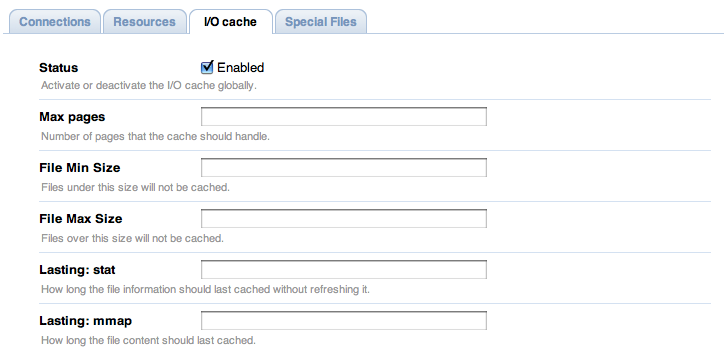 Connections Resources I/O cache Special Files
Status Enabled
Activate or deactivate the I/O cache globally.
Max pages
Number of pages that the cache should handle.
File Min Size
Files under this size will not be cached.
File Max Size
Files over this size will not be cached.
Lasting: stat
How long the file information should last cached without refreshing it.
Lasting: mmap
How long the file content should last cached.